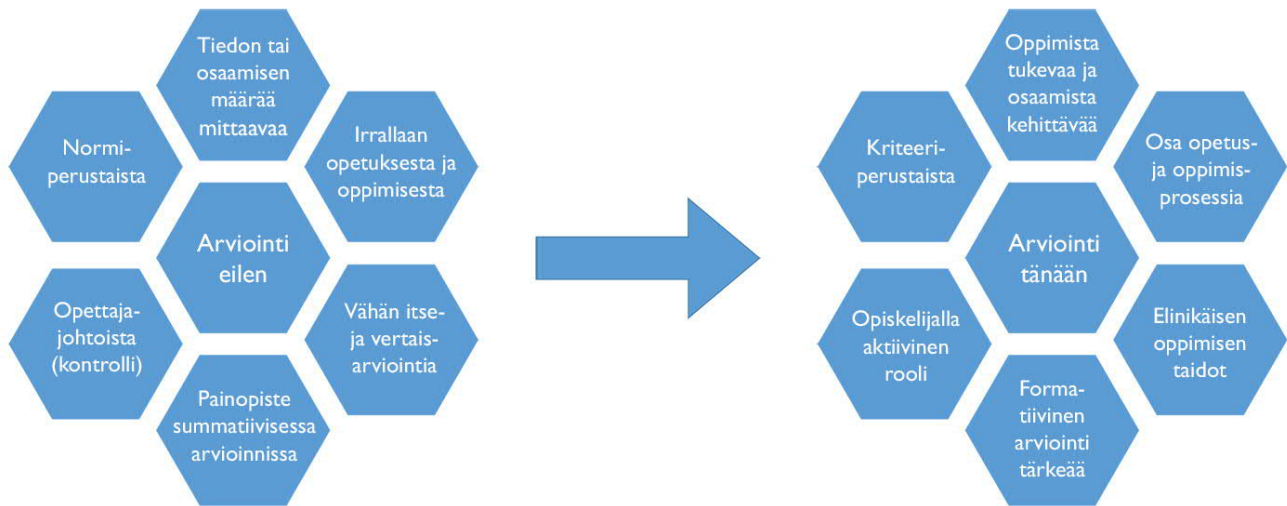 Tiedon tai
osaamisen
määrää
mittaavaa
Normi-
perustaista
Irrallaan
opetuksesta ja
oppimisesta
Arviointi
eilen
Opettaja-
johtoista
(kontrolli)
Vähän itse-
ja vertais-
arviointia
Painopiste
summatiivisessa
arvioinnissa
Oppimista
tukevaa ja
osaamista
kehittävää
Kriteeri-
perustaista
Osa opetus-
ja oppimis-
prosessia
Arviointi
tänään
Opiskelijalla
aktiivinen
rooli
Elinikäisen
oppimisen
taidot
Forma-
tiivinen
arviointi
tärkeää